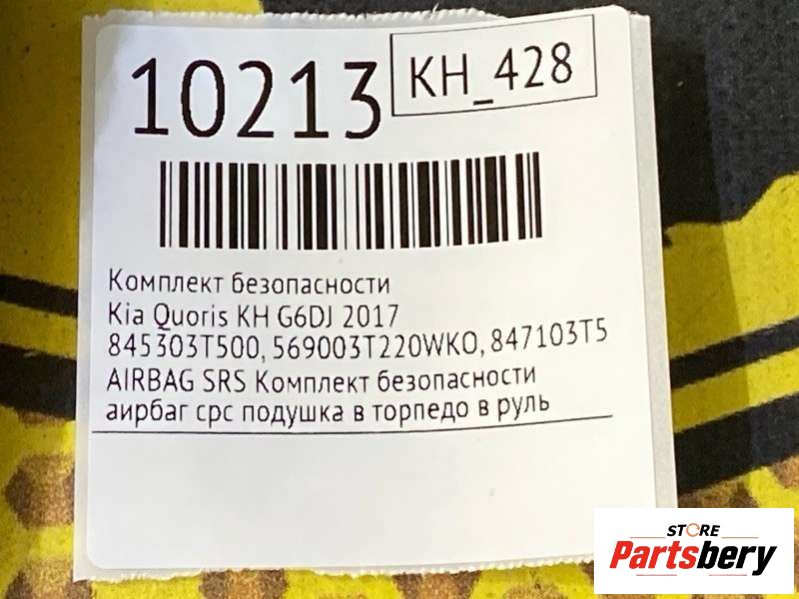 10213
KH_428
Комплект безопасности
Kia Quoris KH G6DJ 2017
845303T500, 569003T220WKO, 847103T5
AIRBAG SRS Комплект безопасности
аирбаг срс подушка в торпедо в руль
STORE
Partsbery